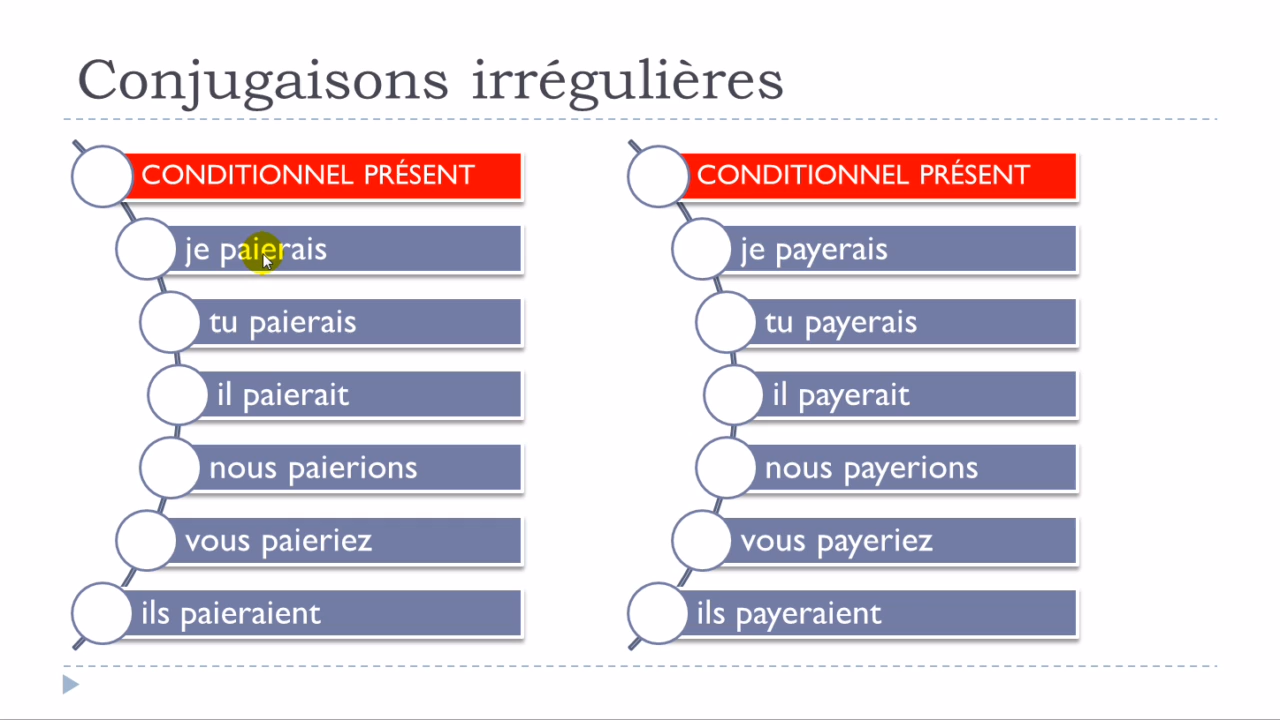 Conjugaisons irrégulières
CONDITIONNEL PRÉSENT
je paierais
tu paierais
il paierait
nous paierions
vous paieriez
ils paieraient
CONDITIONNEL PRÉSENT
je payerais
tu payerais
il payerait
nous payerions
vous payeriez
ils payeraient